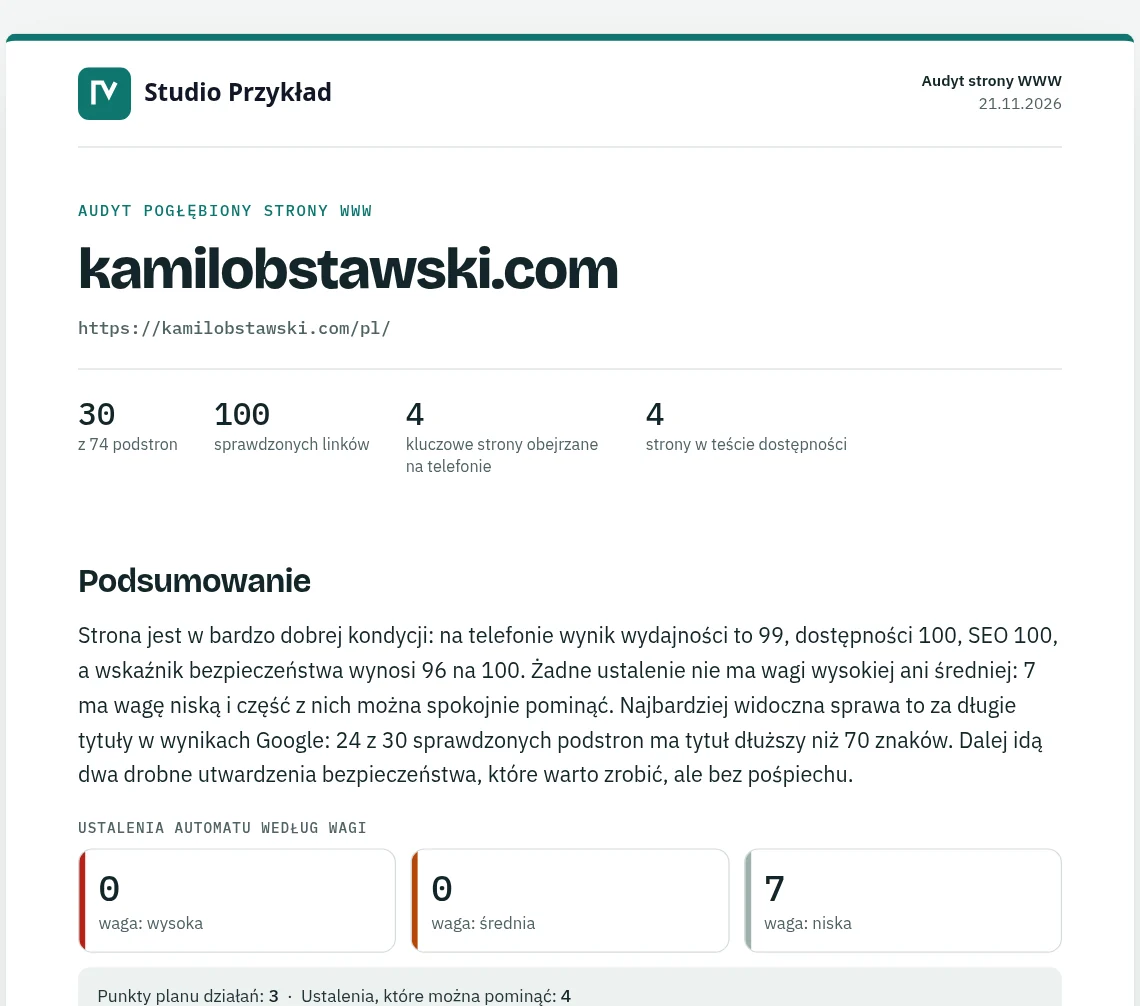 Studio Przykład
Audyt strony WWW
21.11.2026
AUDYT POGŁĘBIONY STRONY WWW
kamilobstawski.com
https://kamilobstawski.com/pl/
30
z 74 podstron
100
sprawdzonych linków
4
kluczowe strony obejrzane
na telefonie
4
strony w teście dostępności
Podsumowanie
Strona jest w bardzo dobrej kondycji: na telefonie wynik wydajności to 99, dostępności 100, SEO 100,
a wskaźnik bezpieczeństwa wynosi 96 na 100. Żadne ustalenie nie ma wagi wysokiej ani średniej: 7
ma wagę niską i część z nich można spokojnie pominąć. Najbardziej widoczna sprawa to za długie
tytuły w wynikach Google: 24 z 30 sprawdzonych podstron ma tytuł dłuższy niż 70 znaków. Dalej idą
dwa drobne utwardzenia bezpieczeństwa, które warto zrobić, ale bez pośpiechu.
USTALENIA AUTOMATU WEDŁUG WAGI
0
waga: wysoka
0
waga: średnia
7
waga: niska
Punkty planu działań: 3 · Ustalenia, które można pominąć: 4